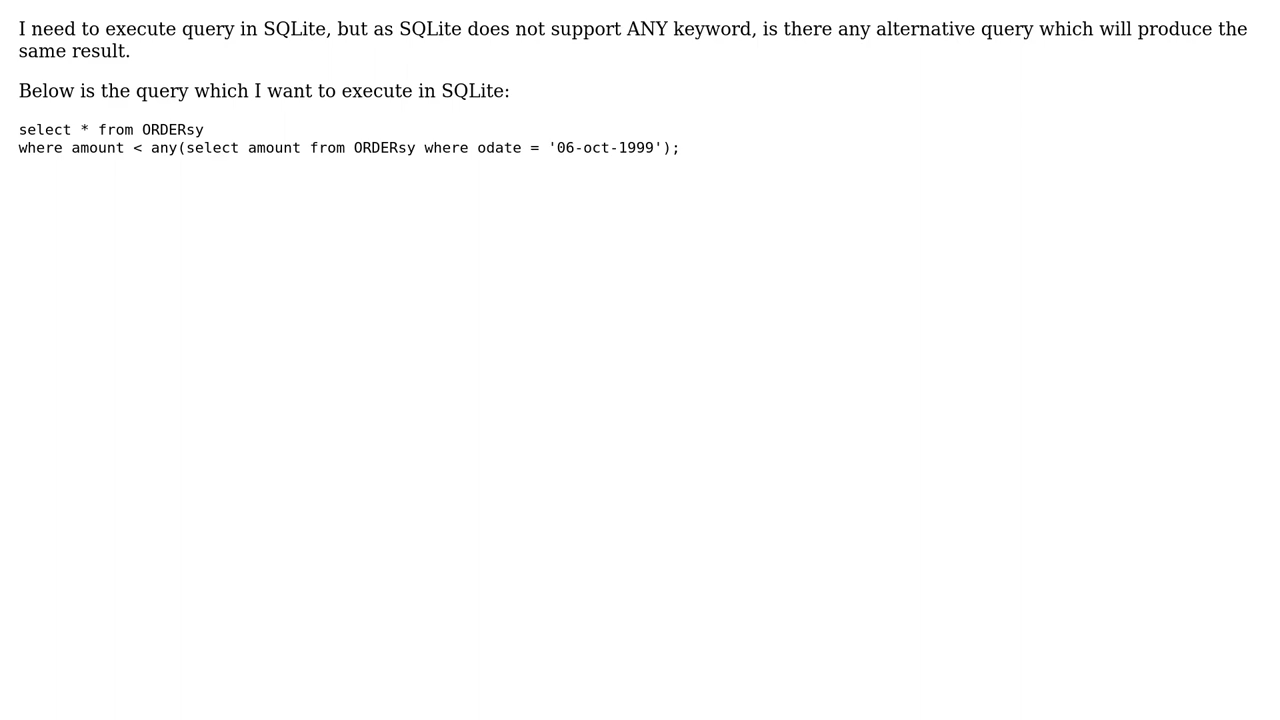 I need to execute query in SQLite, but as SQLite does not support ANY keyword, is there any alternative query which will produce the
same result.
Below is the query which I want to execute in SQLite:
select * from ORDERsy
where amount < any(select amount from ORDERsy where odate = '06-oct-1999');